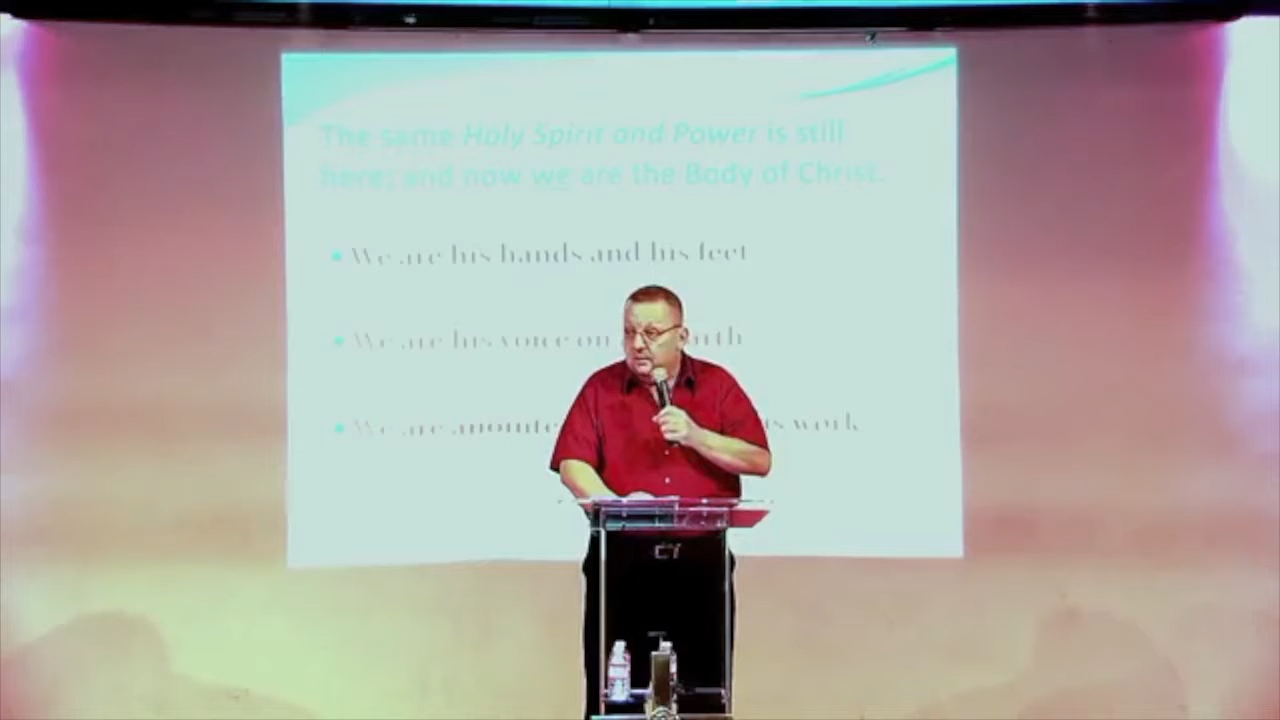 The same Holy Spirit and Power is still
here; and now we are the Body of Christ.
• We are his hands and his feet
• We are his voice on
• We are work
CY